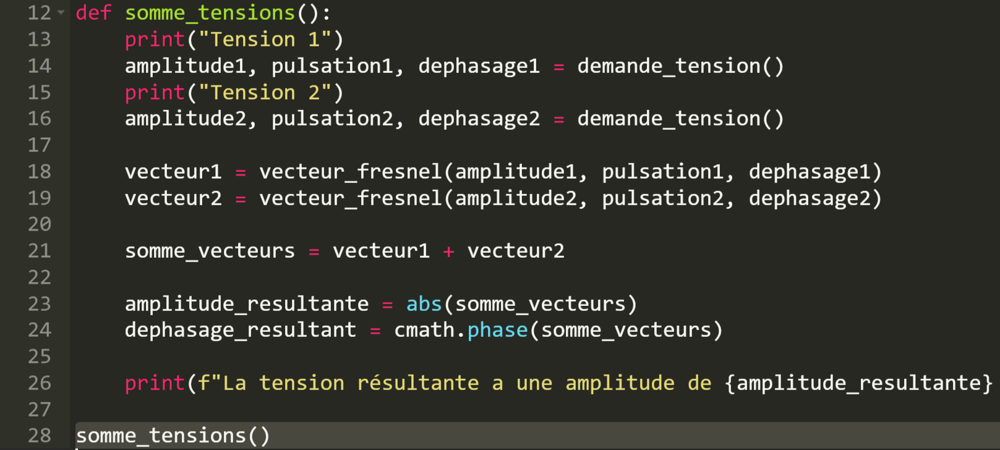 12 def somme_tensions():
13 print("Tension 1")
14 amplitude1, pulsation1, dephasage1 = demande_tension()
15 print("Tension 2")
16 amplitude2, pulsation2, dephasage2 = demande_tension()
17
18 vecteur1 = vecteur_fresnel(amplitude1, pulsation1, dephasage1)
19 vecteur2 = vecteur_fresnel(amplitude2, pulsation2, dephasage2)
20
21 somme_vecteurs = vecteur1 + vecteur2
22
23 amplitude_resultante = abs(somme_vecteurs)
24 dephasage_resultant = cmath.phase(somme_vecteurs)
25
26 print(f"La tension résultante a une amplitude de {amplitude_resultante}
27
28 somme_tensions()